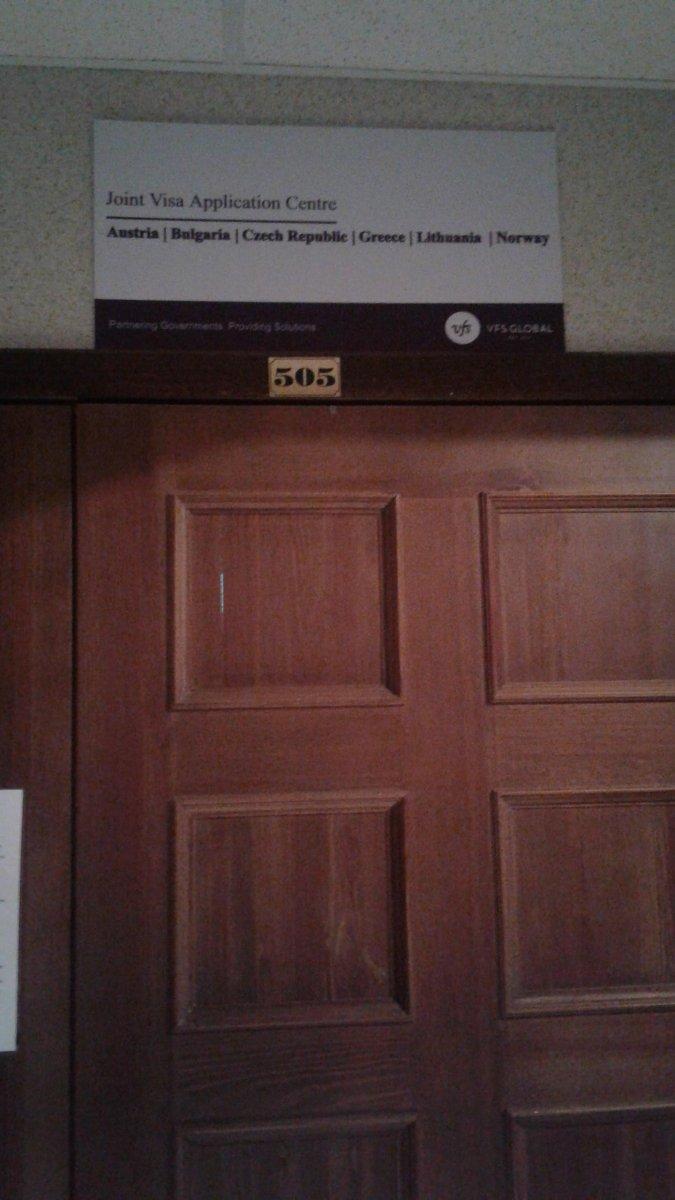 Joint Visa Application Centre
Austria | Bulgaria | Czech Republic | Greece | Lithuania | Norway
Partnering Governments. Providing Solutions
vfs VFS.GLOBAL
505